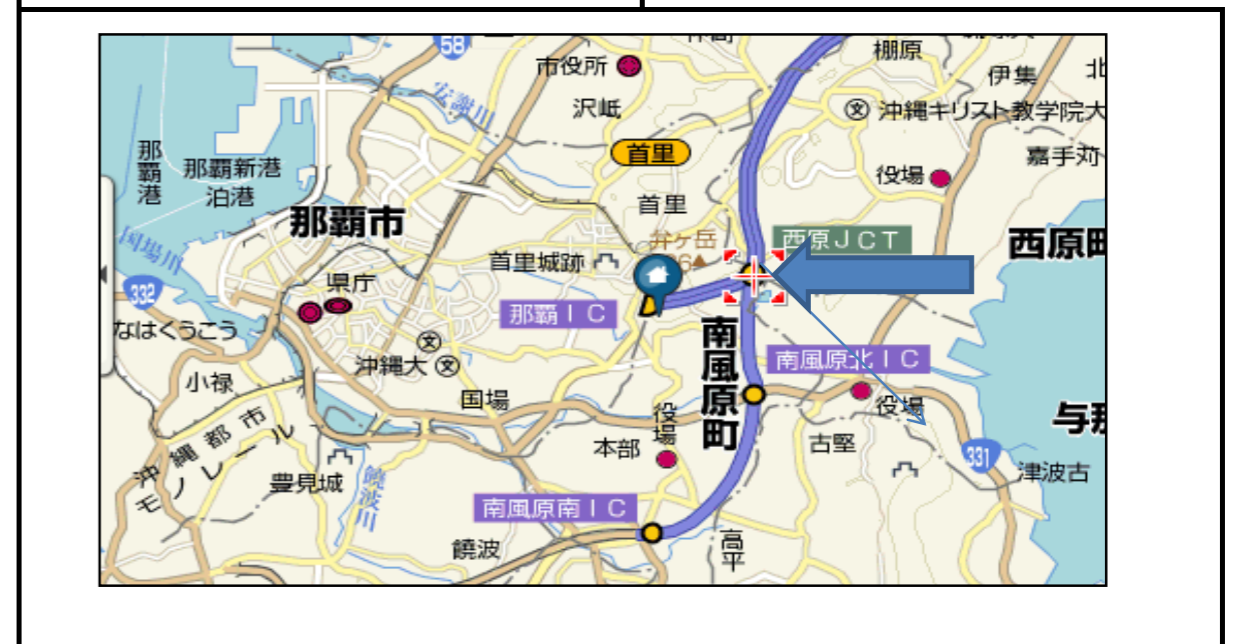 58
市役所
棚原
伊集
北
沢岻
安謝川
沖縄キリスト教学院大
那覇港
那覇新港
泊港
首里
嘉手苅
役場
那覇市
首里
国場川
弁ヶ岳
西原JCT
西原町
首里城跡
県庁
332
那覇IC
なはくうこう
南風原町
南風原北IC
沖縄大
小禄
国場
役場
役場
与那
本部
古堅
沖縄都市
モノレール
豊見城
饒波川
331
津波古
南風原南IC
饒波
高平